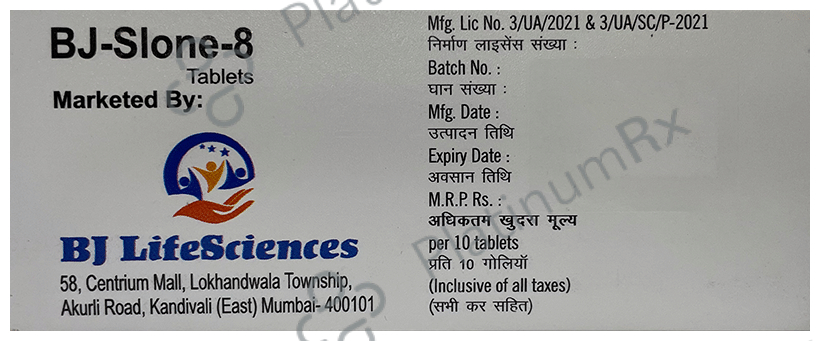 BJ-Slone-8
Tablets
Marketed By:
BJ LifeSciences
58, Centrium Mall, Lokhandwala Township,
Akurli Road, Kandivali (East) Mumbai- 400101
Mfg. Lic No. 3/UA/2021 & 3/UA/SC/P-2021
निर्माण लाइसेंस संख्या :
Batch No. :
घान संख्या :
Mfg. Date :
उत्पादन तिथि
Expiry Date :
अवसान तिथि
M.R.P. Rs. :
अधिकतम खुदरा मूल्य
per 10 tablets
प्रति 10 गोलियाँ
(Inclusive of all taxes)
(सभी कर सहित)
PlatinumRx